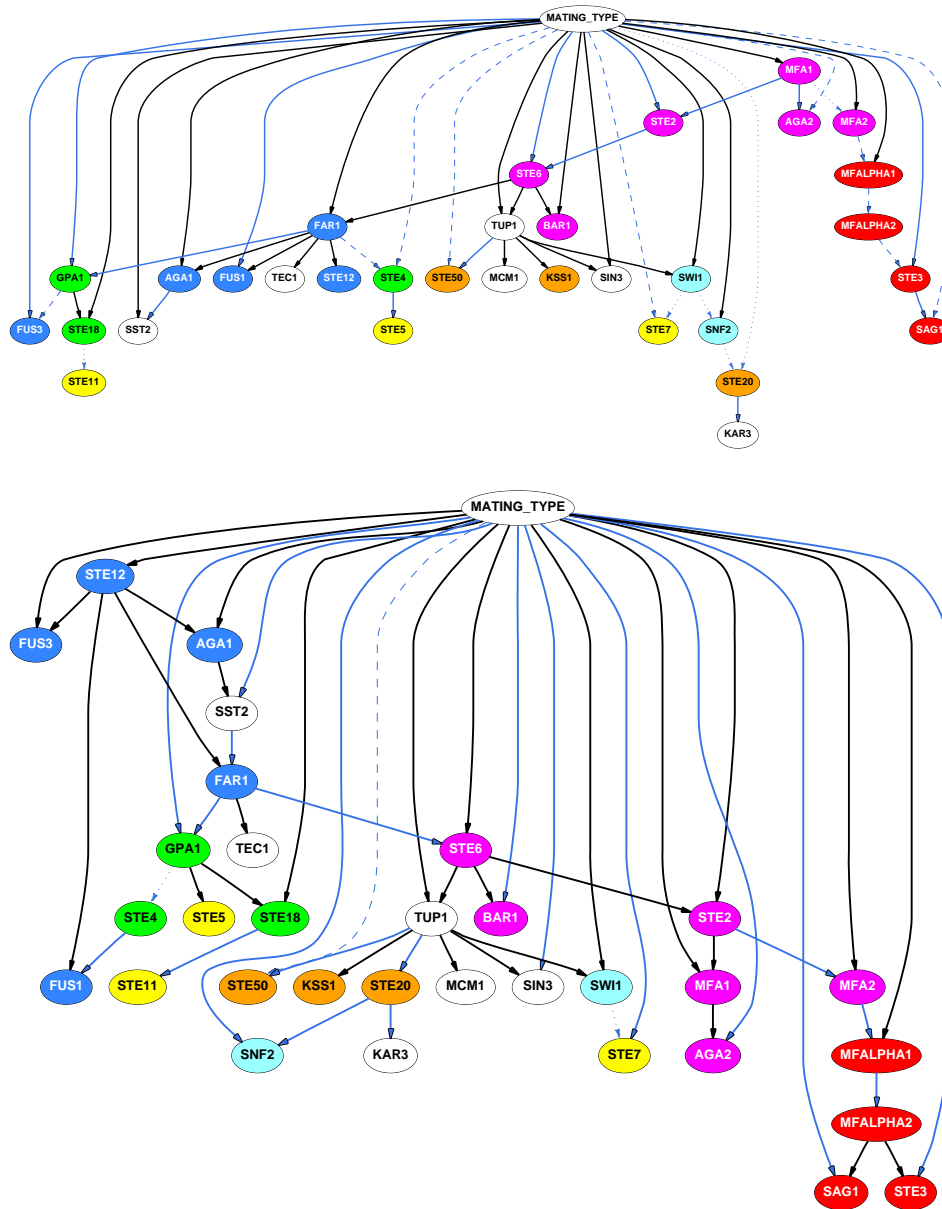 MATING_TYPE
MFA1
STE2 AGA2 MFA2
STE6 MFALPHA1
FAR1 TUP1 BAR1 MFALPHA2
GPA1 AGA1 FUS1 TEC1 STE12 STE4 STE50 MCM1 KSS1 SIN3 SWI1 STE3
FUS3 STE18 SST2 STE5 STE7 SNF2 SAG1
STE11 STE20
KAR3
MATING_TYPE
STE12
FUS3 AGA1
SST2
FAR1
GPA1 TEC1 STE6
STE4 STE5 STE18 TUP1 BAR1 STE2
FUS1 STE11 STE50 KSS1 STE20 MCM1 SIN3 SWI1 MFA1 MFA2
SNF2 KAR3 STE7 AGA2 MFALPHA1
MFALPHA2
SAG1 STE3